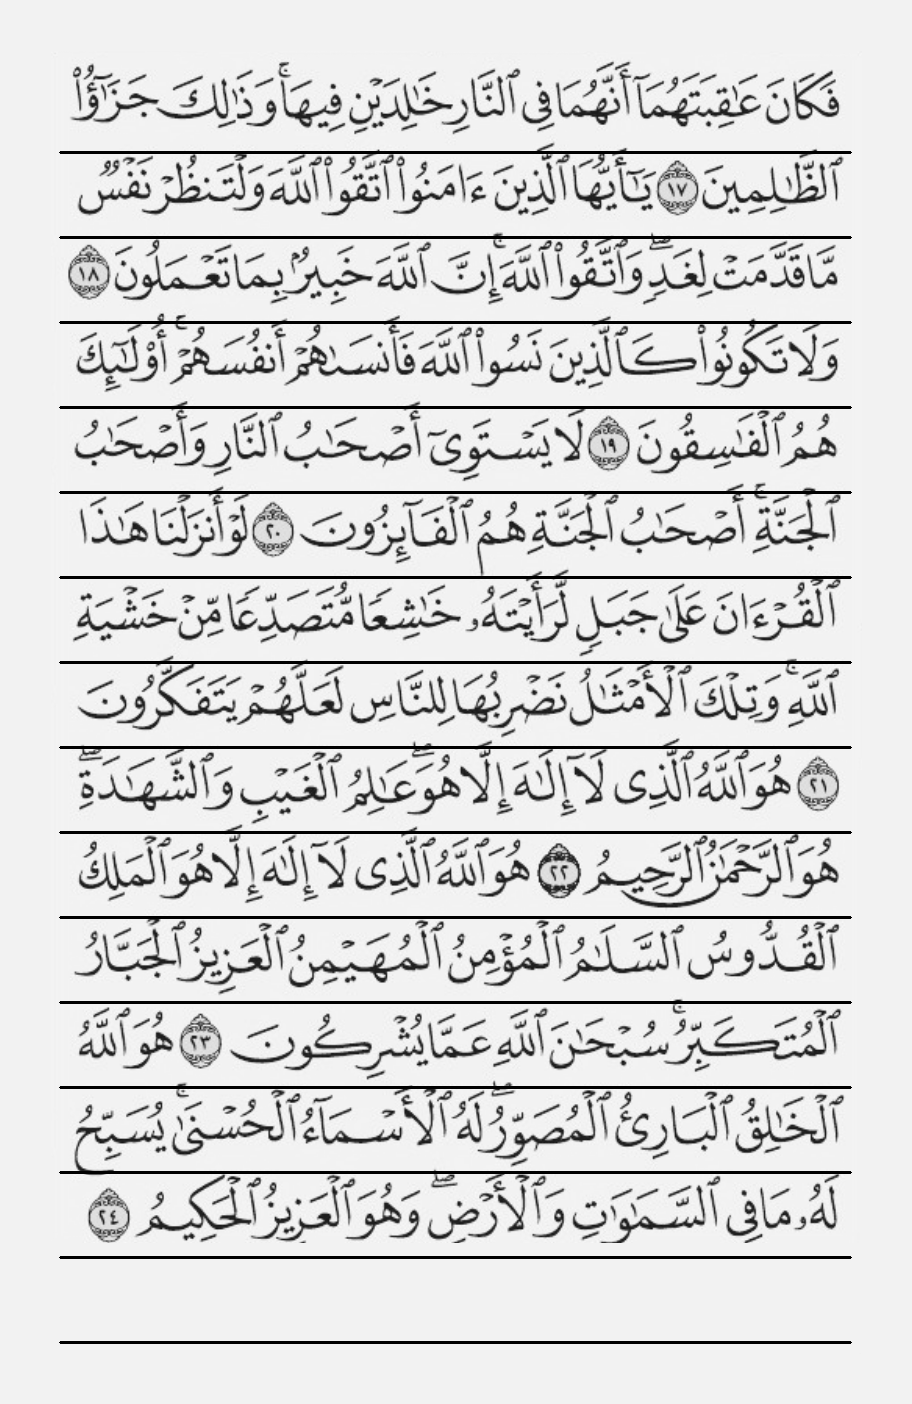 فَكَانَ عَٰقِبَتَهُمَآ أَنَّهُمَا فِى ٱلنَّارِ خَٰلِدَيْنِ فِيهَا ۚ وَذَٰلِكَ جَزَٰٓؤُا۟
ٱلظَّٰلِمِينَ ١٧ يَٰٓأَيُّهَا ٱلَّذِينَ ءَامَنُوا۟ ٱتَّقُوا۟ ٱللَّهَ وَلْتَنظُرْ نَفْسٌ
مَّا قَدَّمَتْ لِغَدٍ ۖ وَٱتَّقُوا۟ ٱللَّهَ ۚ إِنَّ ٱللَّهَ خَبِيرٌۢ بِمَا تَعْمَلُونَ ١٨
وَلَا تَكُونُوا۟ كَٱلَّذِينَ نَسُوا۟ ٱللَّهَ فَأَنسَىٰهُمْ أَنفُسَهُمْ ۚ أُو۟لَٰٓئِكَ
هُمُ ٱلْفَٰسِقُونَ ١٩ لَا يَسْتَوِىٓ أَصْحَٰبُ ٱلنَّارِ وَأَصْحَٰبُ
ٱلْجَنَّةِ ۚ أَصْحَٰبُ ٱلْجَنَّةِ هُمُ ٱلْفَآئِزُونَ ٢٠ لَوْ أَنزَلْنَا هَٰذَا
ٱلْقُرْءَانَ عَلَىٰ جَبَلٍ لَّرَأَيْتَهُۥ خَٰشِعًا مُّتَصَدِّعًا مِّنْ خَشْيَةِ
ٱللَّهِ ۚ وَتِلْكَ ٱلْأَمْثَٰلُ نَضْرِبُهَا لِلنَّاسِ لَعَلَّهُمْ يَتَفَكَّرُونَ
٢١ هُوَ ٱللَّهُ ٱلَّذِى لَآ إِلَٰهَ إِلَّا هُوَ ۖ عَٰلِمُ ٱلْغَيْبِ وَٱلشَّهَٰدَةِ ۖ
هُوَ ٱلرَّحْمَٰنُ ٱلرَّحِيمُ ٢٢ هُوَ ٱللَّهُ ٱلَّذِى لَآ إِلَٰهَ إِلَّا هُوَ ٱلْمَلِكُ
ٱلْقُدُّوسُ ٱلسَّلَٰمُ ٱلْمُؤْمِنُ ٱلْمُهَيْمِنُ ٱلْعَزِيزُ ٱلْجَبَّارُ
ٱلْمُتَكَبِّرُ ۚ سُبْحَٰنَ ٱللَّهِ عَمَّا يُشْرِكُونَ ٢٣ هُوَ ٱللَّهُ
ٱلْخَٰلِقُ ٱلْبَارِئُ ٱلْمُصَوِّرُ ۖ لَهُ ٱلْأَسْمَآءُ ٱلْحُسْنَىٰ ۚ يُسَبِّحُ
لَهُۥ مَا فِى ٱلسَّمَٰوَٰتِ وَٱلْأَرْضِ ۖ وَهُوَ ٱلْعَزِيزُ ٱلْحَكِيمُ ٢٤